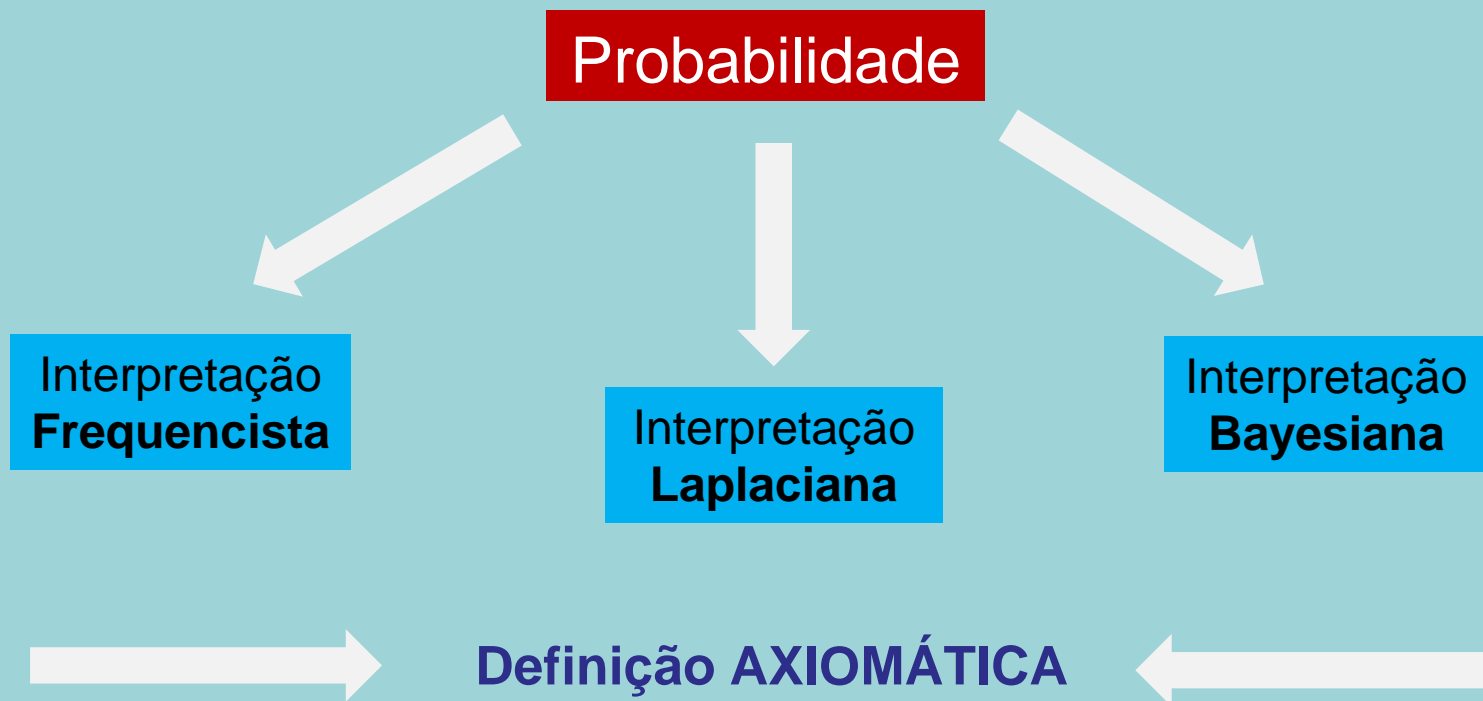 Probabilidade
Interpretação
Frequencista
Interpretação
Laplaciana
Interpretação
Bayesiana
Definição AXIOMÁTICA